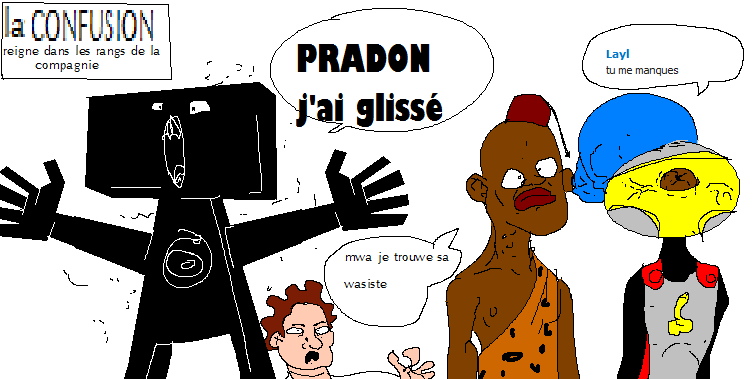 la CONFUSION
reigne dans les rangs de la
compagnie
PRADON
j'ai glissé
Layl
tu me manques
mwa je trouwe sa
wasiste